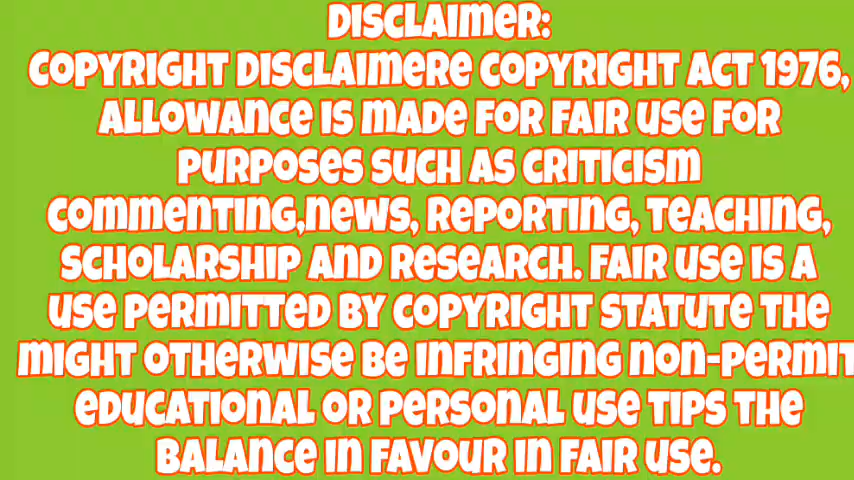 DISCLAIMER:
COPYRIGHT DISCLAIMERE COPYRIGHT ACT 1976,
ALLOWANCE IS MADE FOR FAIR USE FOR
PURPOSES SUCH AS CRITICISM
COMMENTING,NEWS, REPORTING, TEACHING,
SCHOLARSHIP AND RESEARCH. FAIR USE IS A
USE PERMITTED BY COPYRIGHT STATUTE THE
MIGHT OTHERWISE BE INFRINGING NON-PERMIT
EDUCATIONAL OR PERSONAL USE TIPS THE
BALANCE IN FAVOUR IN FAIR USE.